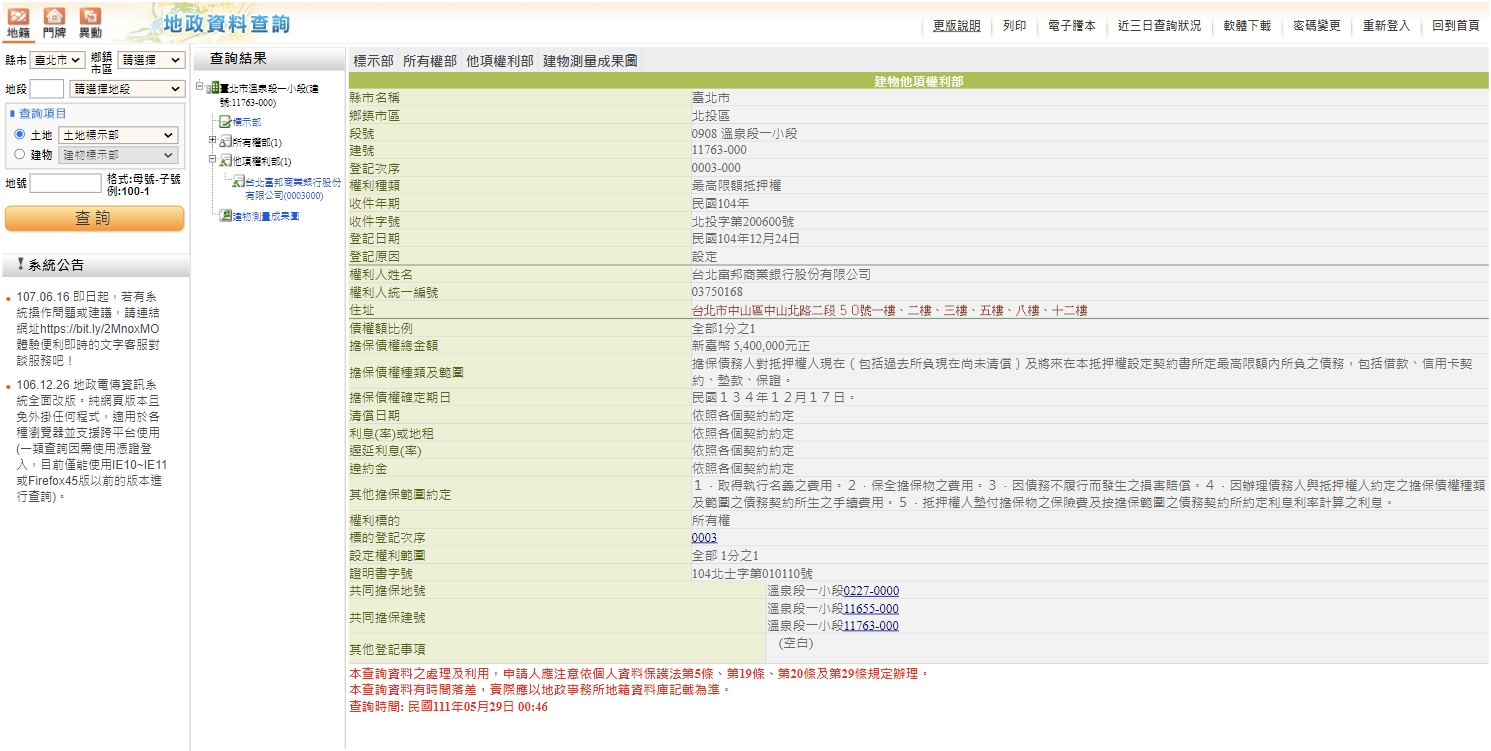 地籍 門牌 異動
地政資料查詢
更版說明 列印 電子謄本 近三日查詢狀況 軟體下載 密碼變更 重新登入 回到首頁
縣市 臺北市 鄉鎮市區 請選擇
地段 請選擇地段
查詢項目
土地 土地標示部
建物 建物標示部
地號 格式:母號-子號
例:100-1
查詢
系統公告
107.06.16 即日起，若有系
統操作問題或建議，請連結
網址https://bit.ly/2MnoxMO
體驗便利即時的文字客服對
談服務吧！
106.12.26 地政電傳資訊系
統全面改版。純網頁版本且
免外掛任何程式，適用於各
種瀏覽器並支援跨平台使用
(一類查詢因需使用憑證登
入，目前僅能使用IE10~IE11
或Firefox45版以前的版本進
行查詢)。
查詢結果
臺北市溫泉段一小段(建
號:11763-000)
標示部
所有權部(1)
他項權利部(1)
台北富邦商業銀行股份
有限公司(0003000)
建物測量成果圖
標示部 所有權部 他項權利部 建物測量成果圖
建物他項權利部
縣市名稱 臺北市
鄉鎮市區 北投區
段號 0908 溫泉段一小段
建號 11763-000
登記次序 0003-000
權利種類 最高限額抵押權
收件年期 民國104年
收件字號 北投字第200600號
登記日期 民國104年12月24日
登記原因 設定
權利人姓名 台北富邦商業銀行股份有限公司
權利人統一編號 03750168
住址 台北市中山區中山北路二段５０號一樓、二樓、三樓、五樓、八樓、十二樓
債權額比例 全部1分之1
擔保債權總金額 新臺幣 5,400,000元正
擔保債權種類及範圍 擔保債務人對抵押權人現在（包括過去所負現在尚未清償）及將來在本抵押權設定契約書所定最高限額內所負之債務，包括借款、信用卡契
約、墊款、保證。
擔保債權確定期日 民國１３４年１２月１７日。
清償日期 依照各個契約約定
利息(率)或地租 依照各個契約約定
遲延利息(率) 依照各個契約約定
違約金 依照各個契約約定
其他擔保範圍約定 １．取得執行名義之費用。２．保全擔保物之費用。３．因債務不履行而發生之損害賠償。４．因辦理債務人與抵押權人約定之擔保債權種類
及範圍之債務契約所生之手續費用。５．抵押權人墊付擔保物之保險費及按擔保範圍之債務契約所約定利息利率計算之利息。
權利標的 所有權
標的登記次序 0003
設定權利範圍 全部 1分之1
證明書字號 104北士字第010110號
共同擔保地號 溫泉段一小段0227-0000
共同擔保建號 溫泉段一小段11655-000
溫泉段一小段11763-000
其他登記事項 (空白)
本查詢資料之處理及利用，申請人應注意依個人資料保護法第5條、第19條、第20條及第29條規定辦理。
本查詢資料有時間落差，實際應以地政事務所地籍資料庫記載為準。
查詢時間: 民國111年05月29日 00:46